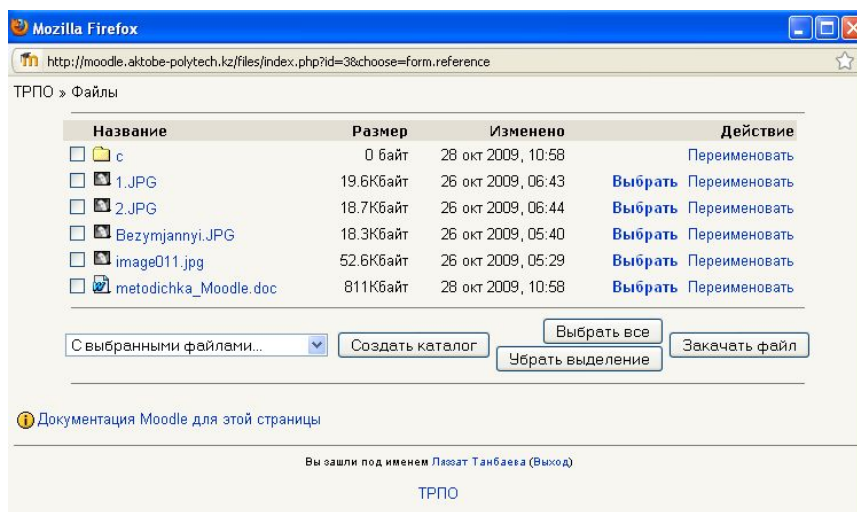 Mozilla Firefox
http://moodle.aktobe-polytech.kz/files/index.php?id=3&choose=form.reference
ТРПО » Файлы
Название Размер Изменено Действие
с 0 байт 28 окт 2009, 10:58 Переименовать
1.JPG 19.6Кбайт 26 окт 2009, 06:43 Выбрать Переименовать
2.JPG 18.7Кбайт 26 окт 2009, 06:44 Выбрать Переименовать
Bezymjannyi.JPG 18.3Кбайт 26 окт 2009, 05:40 Выбрать Переименовать
image011.jpg 52.6Кбайт 26 окт 2009, 05:29 Выбрать Переименовать
metodichka_Moodle.doc 811Кбайт 28 окт 2009, 10:58 Выбрать Переименовать
С выбранными файлами... Создать каталог Выбрать все Закачать файл
Убрать выделение
Документация Moodle для этой страницы
Вы зашли под именем Ляззат Танбаева (Выход)
ТРПО